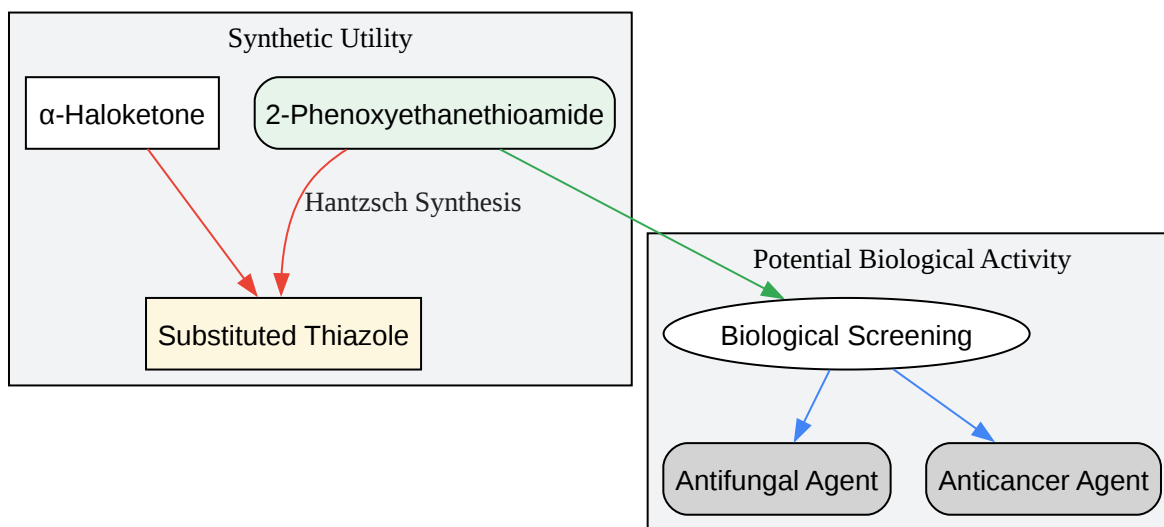 Synthetic Utility
α-Haloketone
2-Phenoxyethanethioamide
Hantzsch Synthesis
Substituted Thiazole
Potential Biological Activity
Biological Screening
Antifungal Agent
Anticancer Agent